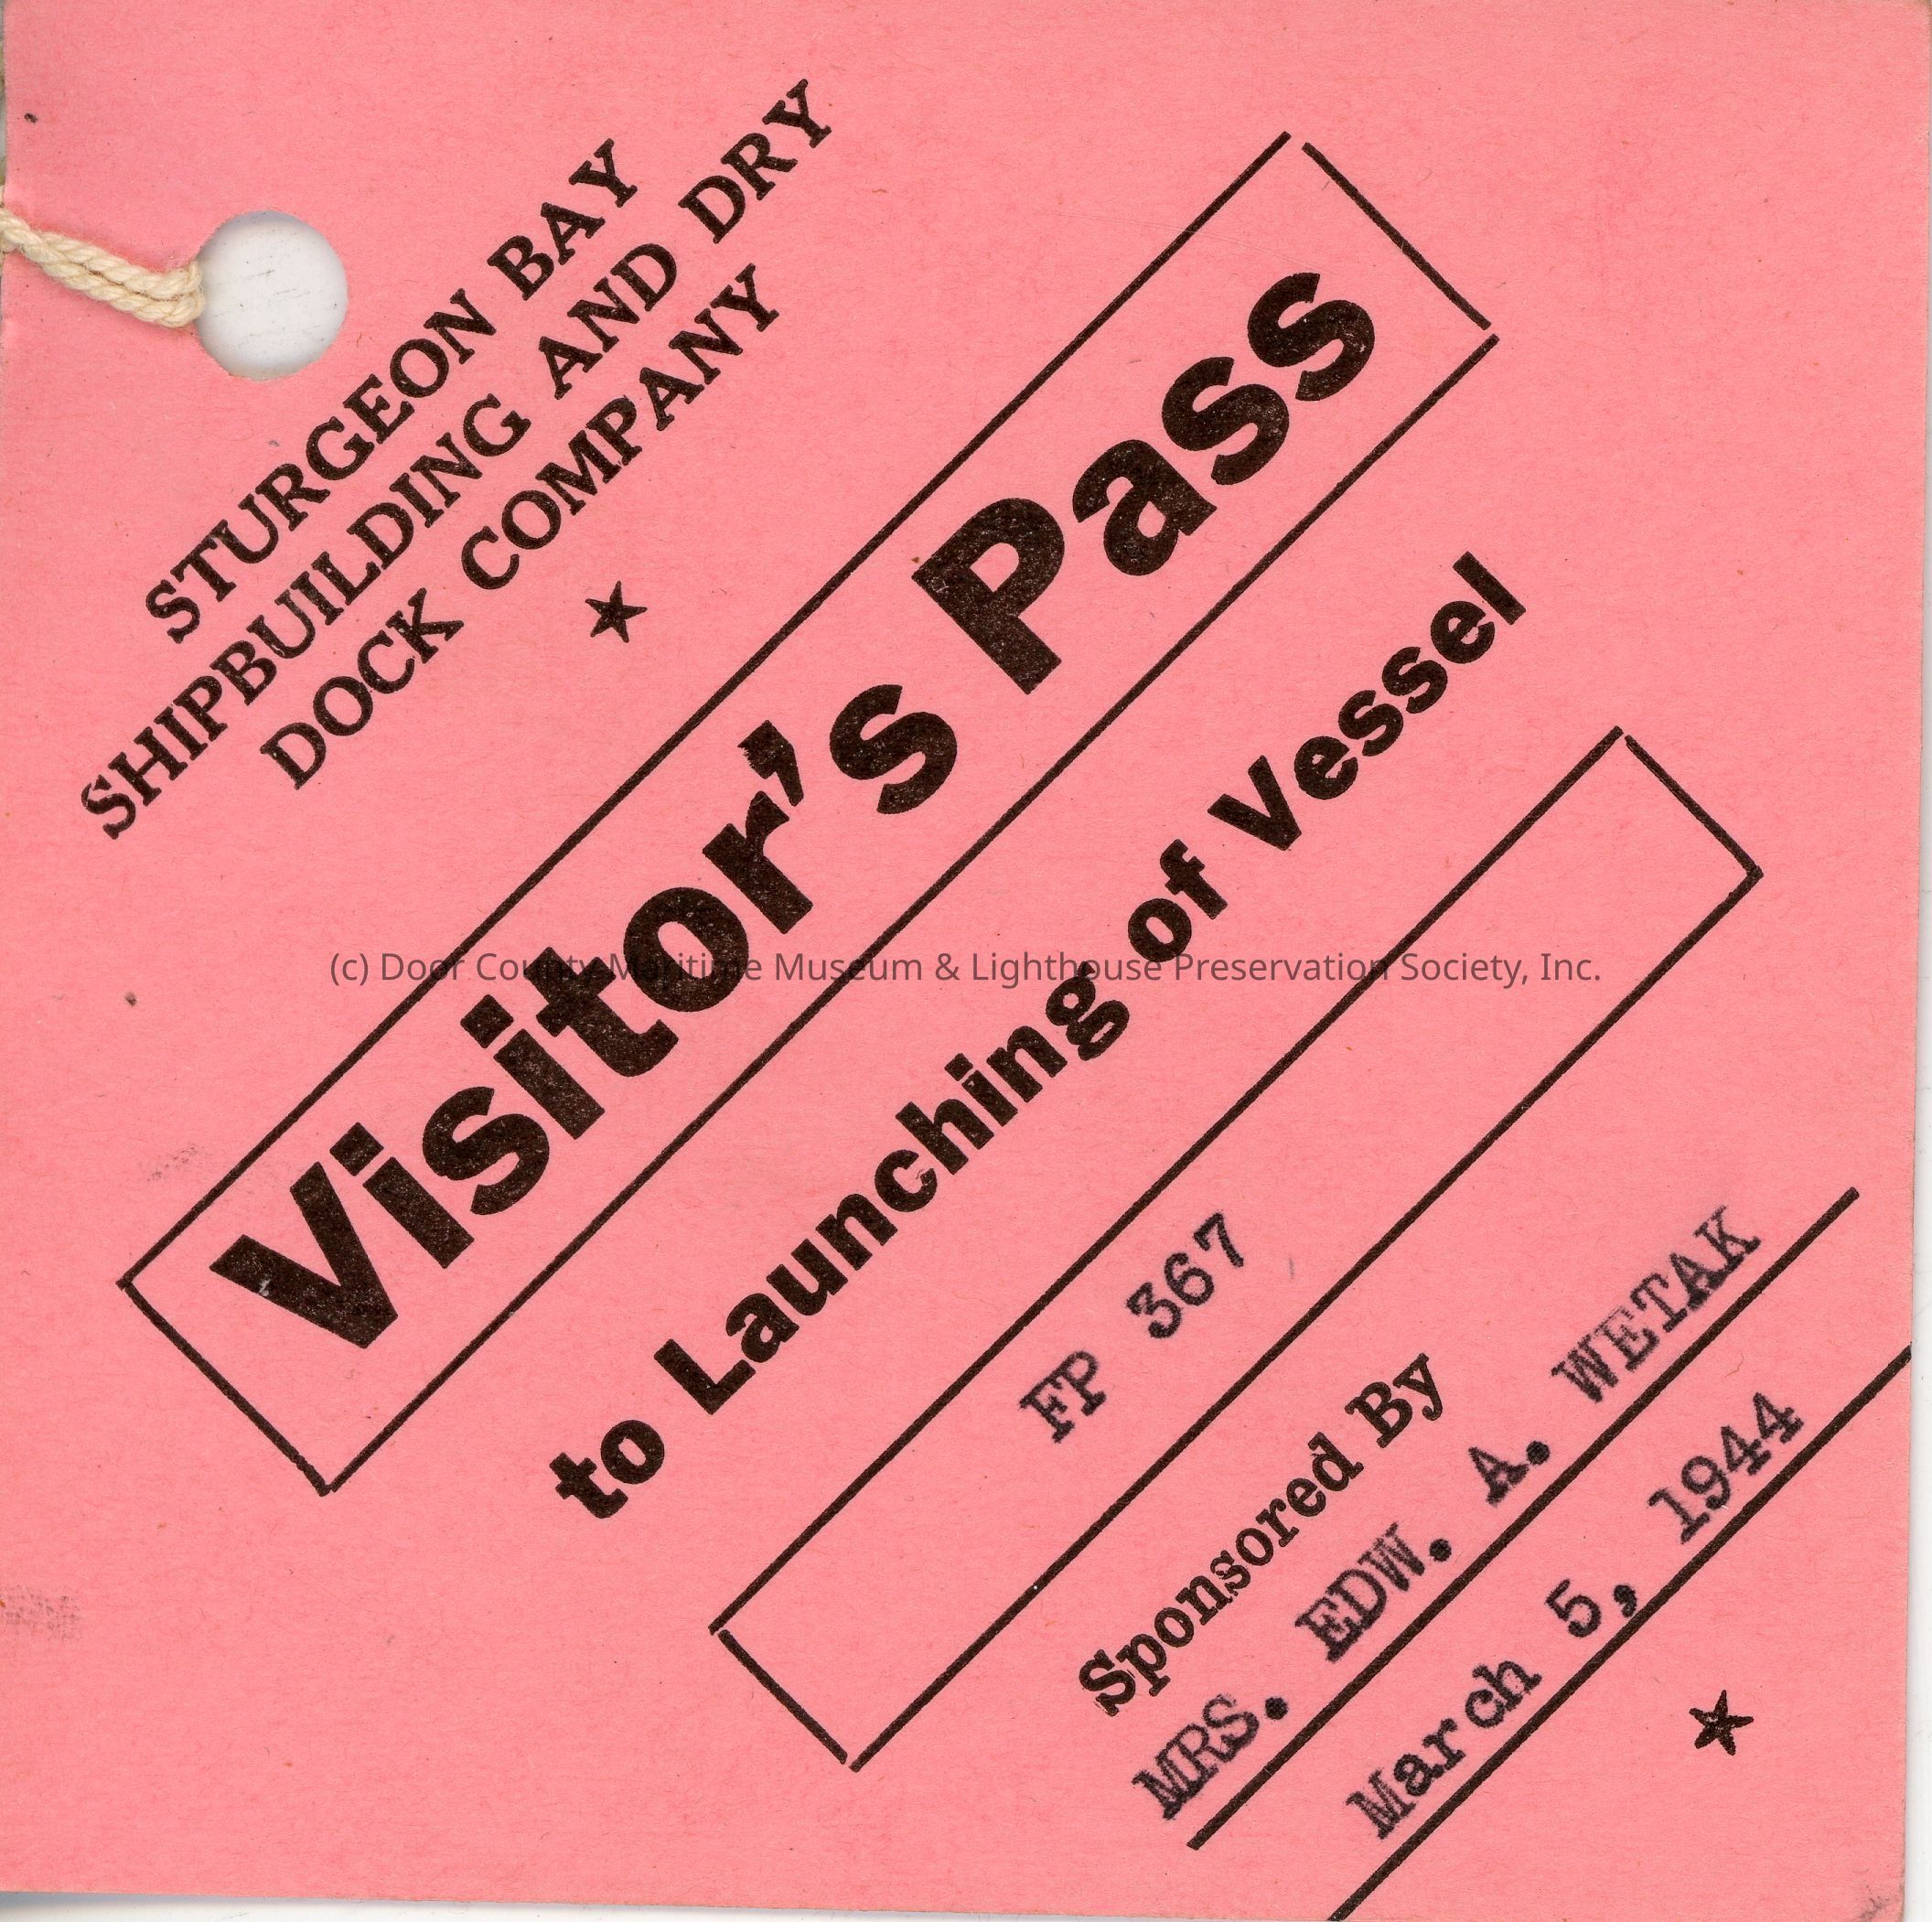 STURGEON BAY
SHIPBUILDING AND DRY
DOCK COMPANY
Visitor's Pass
to Launching of Vessel
FP 367
Sponsored By
MRS. EDW. A. WETAK
March 5, 1944
(c) Door County Maritime Museum & Lighthouse Preservation Society, Inc.